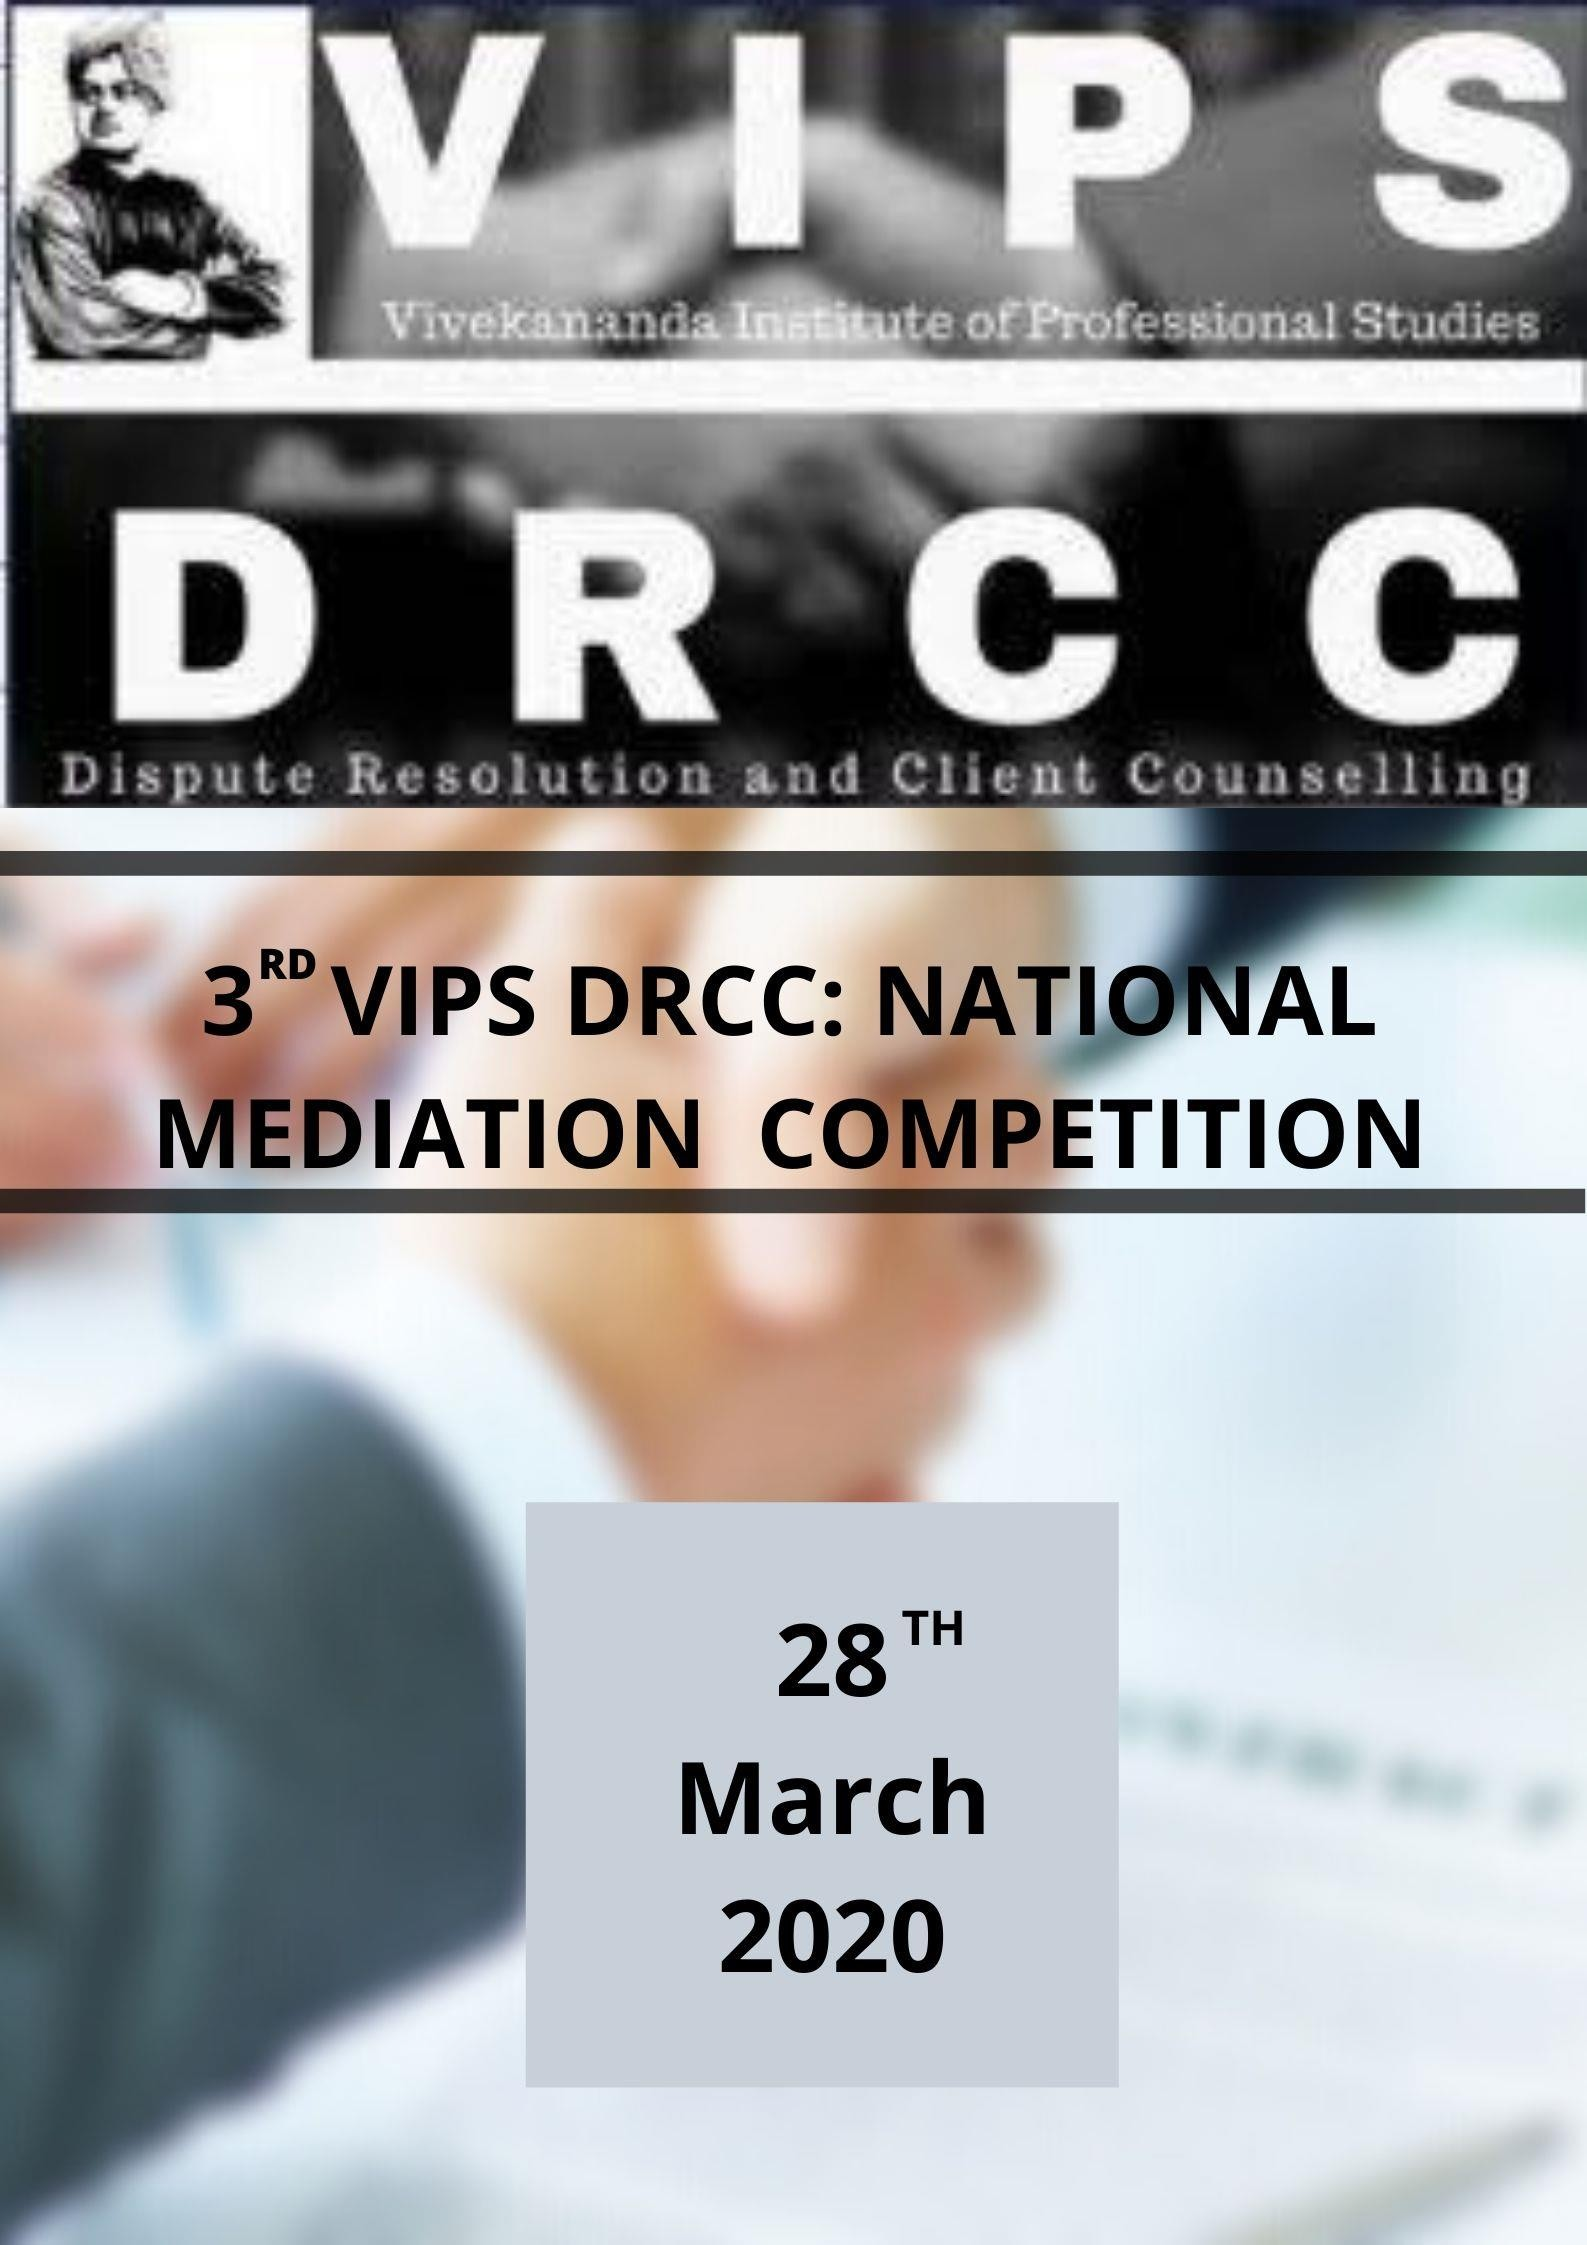 V I P S
Vivekananda Institute of Professional Studies
D R C C
Dispute Resolution and Client Counselling
3RD VIPS DRCC: NATIONAL
MEDIATION COMPETITION
28TH
March
2020